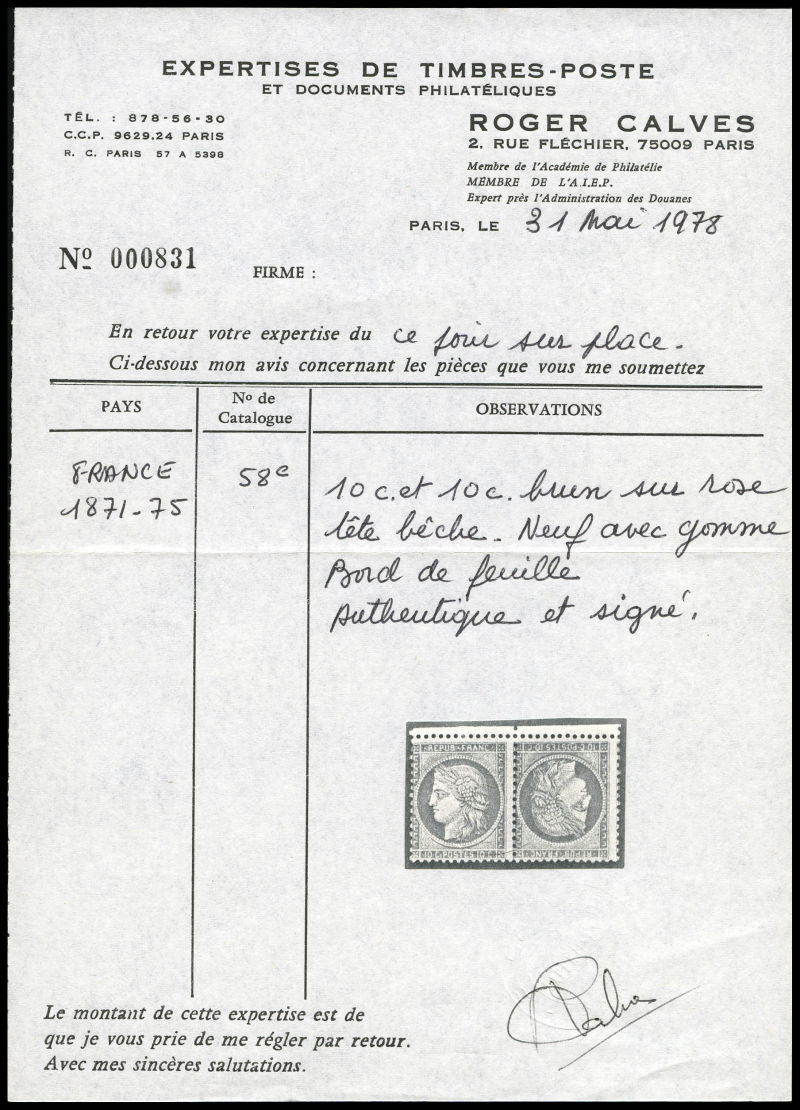 EXPERTISES DE TIMBRES-POSTE
ET DOCUMENTS PHILATÉLIQUES
TÉL. : 878-56-30
C.C.P. 9629.24 PARIS
R. C. PARIS 57 A 5398
ROGER CALVES
2, RUE FLÉCHIER, 75009 PARIS
Membre de l'Académie de Philatélie
MEMBRE DE L'A.I.E.P.
Expert près l'Administration des Douanes
PARIS, LE 31 Mai 1978
Nº 000831
FIRME :
En retour votre expertise du ce jour sur place.
Ci-dessous mon avis concernant les pièces que vous me soumettez
PAYS
Nº de
Catalogue
OBSERVATIONS
FRANCE
1871-75
58c
10 c. et 10 c. brun sur rose
tête bêche. Neuf avec gomme
Bord de feuille
Authentique et signé.
REPUB·FRANC
10·C·POSTES·10·C
10·C·POSTES·10·C
REPUB·FRANC
Le montant de cette expertise est de
que je vous prie de me régler par retour.
Avec mes sincères salutations.
Calves